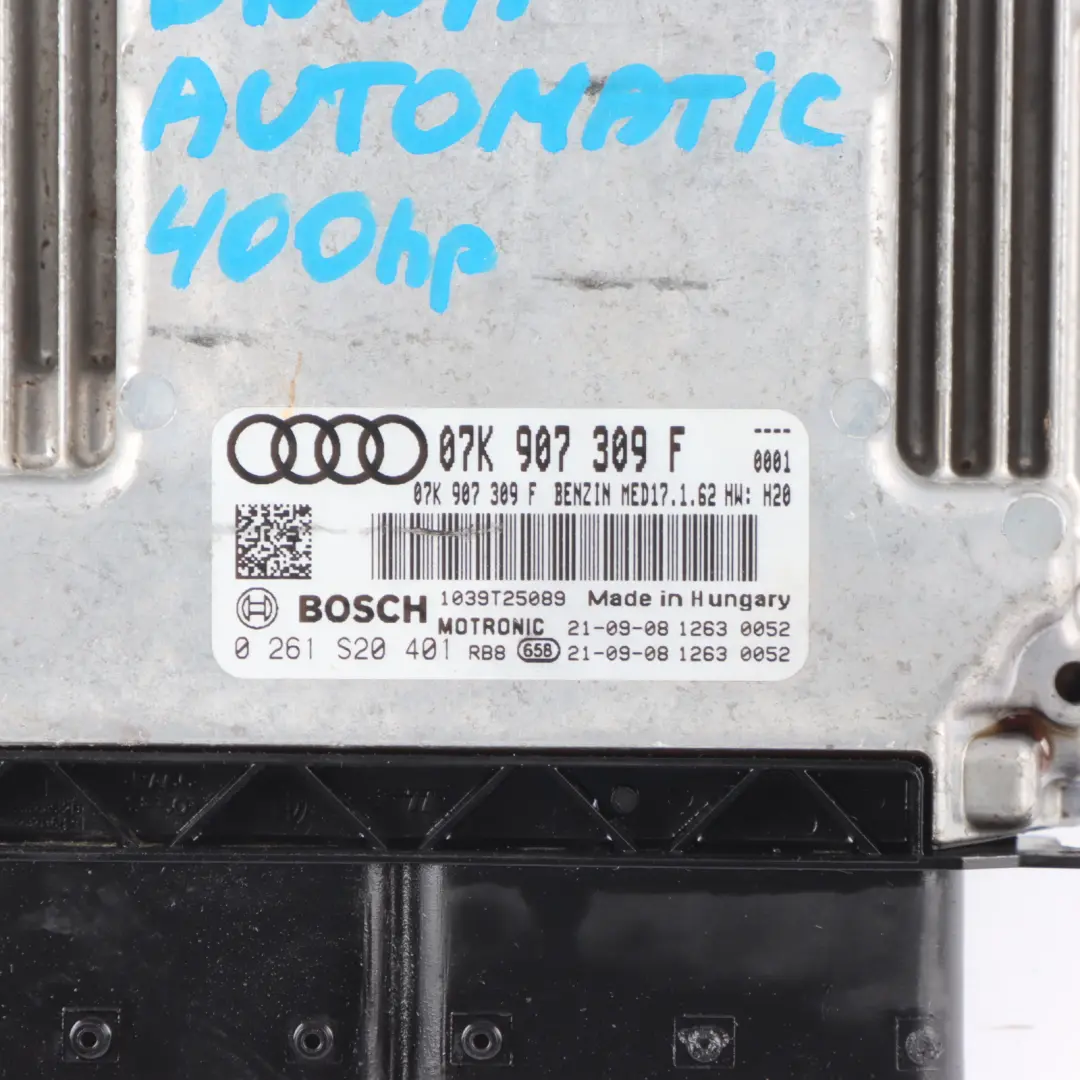 AUTOMATIC
400hp
07K 907 309 F ----
0001
07K 907 309 F BENZIN MED17.1.62 HW: H20
BOSCH 1039T25089 Made in Hungary
MOTRONIC 21-09-08 1263 0052
0 261 S20 401 RB8 65B 21-09-08 1263 0052